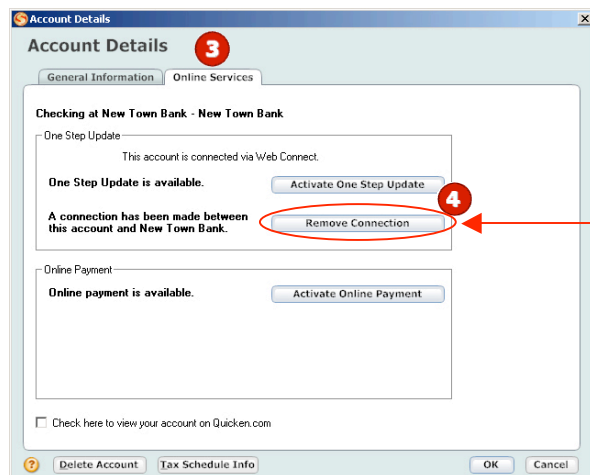 Account Details
Account Details
3
General Information Online Services
Checking at New Town Bank - New Town Bank
One Step Update
This account is connected via Web Connect.
One Step Update is available. Activate One Step Update
4
A connection has been made between
this account and New Town Bank. Remove Connection
Online Payment
Online payment is available. Activate Online Payment
Check here to view your account on Quicken.com
? Delete Account Tax Schedule Info OK Cancel